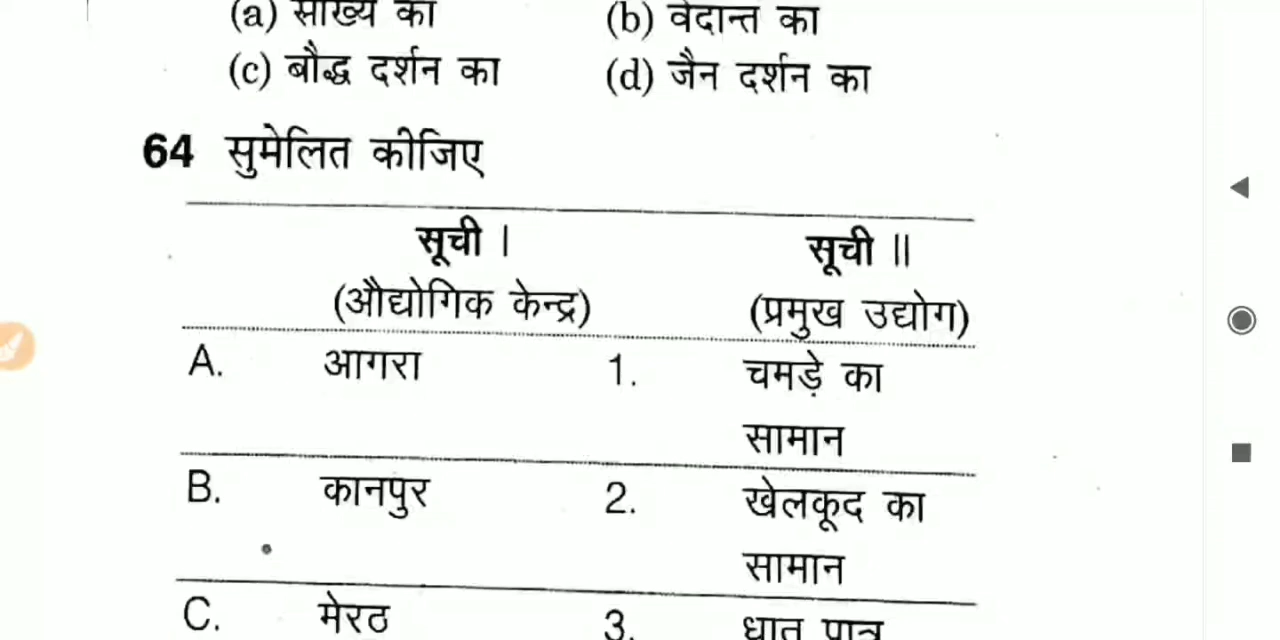 (a) सांख्य का (b) वेदान्त का
(c) बौद्ध दर्शन का (d) जैन दर्शन का
64 सुमेलित कीजिए
सूची I सूची II
(औद्योगिक केन्द्र) (प्रमुख उद्योग)
A. आगरा 1. चमड़े का
सामान
B. कानपुर 2. खेलकूद का
सामान
C. मेरठ 3. धातु पात्र